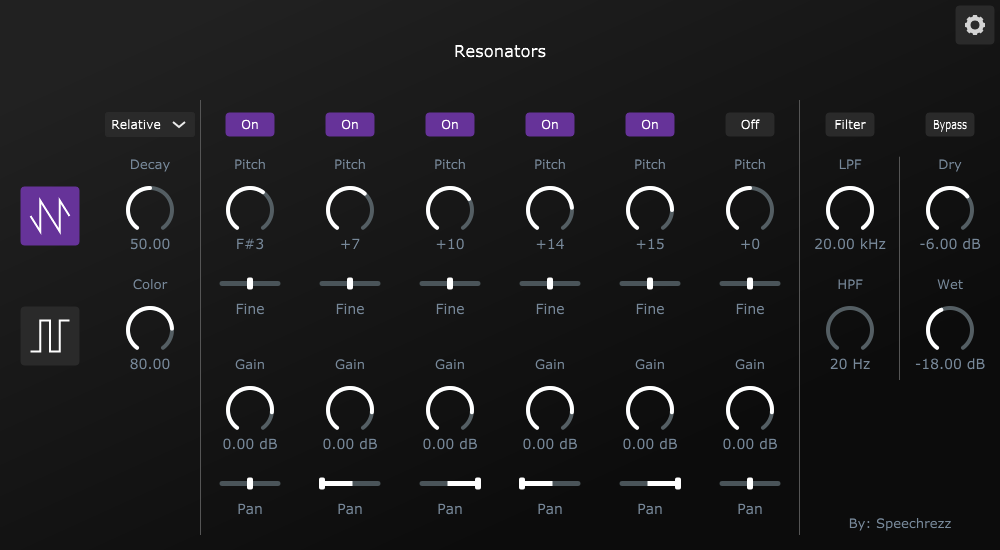 Resonators
Relative On On On On On Off Filter Bypass
Decay Pitch Pitch Pitch Pitch Pitch Pitch LPF Dry
50.00 F#3 +7 +10 +14 +15 +0 20.00 kHz -6.00 dB
Color Fine Fine Fine Fine Fine Fine HPF Wet
80.00 Gain Gain Gain Gain Gain Gain 20 Hz -18.00 dB
0.00 dB 0.00 dB 0.00 dB 0.00 dB 0.00 dB 0.00 dB
Pan Pan Pan Pan Pan Pan
By: Speechrezz